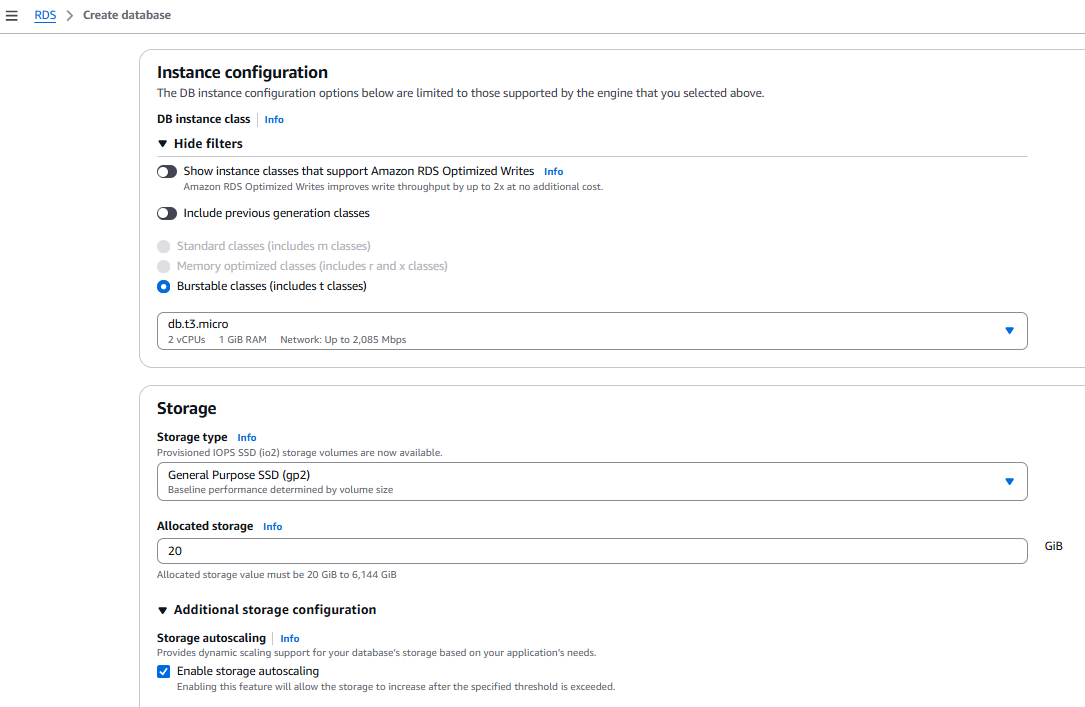 RDS > Create database
Instance configuration
The DB instance configuration options below are limited to those supported by the engine that you selected above.
DB instance class Info
Hide filters
Show instance classes that support Amazon RDS Optimized Writes Info
Amazon RDS Optimized Writes improves write throughput by up to 2x at no additional cost.
Include previous generation classes
Standard classes (includes m classes)
Memory optimized classes (includes r and x classes)
Burstable classes (includes t classes)
db.t3.micro
2 vCPUs 1 GiB RAM Network: Up to 2,085 Mbps
Storage
Storage type Info
Provisioned IOPS SSD (io2) storage volumes are now available.
General Purpose SSD (gp2)
Baseline performance determined by volume size
Allocated storage Info
20 GiB
Allocated storage value must be 20 GiB to 6,144 GiB
Additional storage configuration
Storage autoscaling Info
Provides dynamic scaling support for your database's storage based on your application's needs.
Enable storage autoscaling
Enabling this feature will allow the storage to increase after the specified threshold is exceeded.